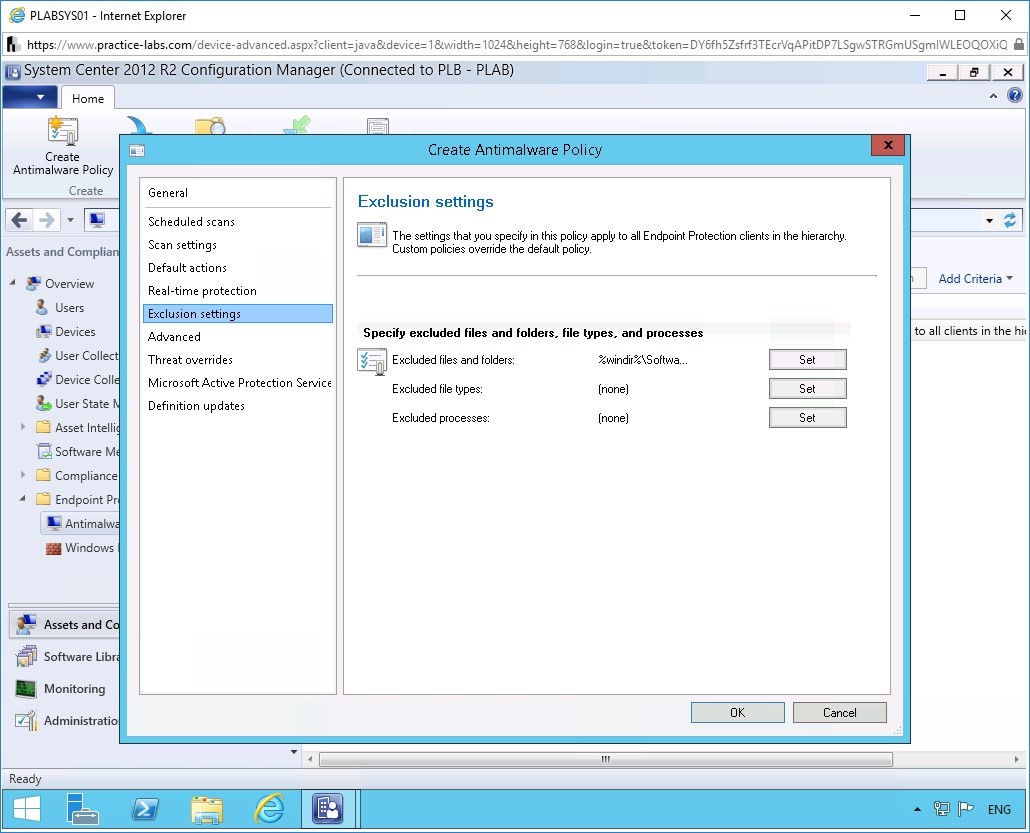 PLABSYS01 - Internet Explorer
https://www.practice-labs.com/device-advanced.aspx?client=java&device=1&width=1024&height=768&login=true&token=DY6fh5Zsfrf3TEcrVqAPitDP7LSgwSTRGmUSgmIWLEOQOXiQ
System Center 2012 R2 Configuration Manager (Connected to PLB - PLAB)
Home
Create
Antimalware Policy
Create
Create Antimalware Policy
x
General
Scheduled scans
Scan settings
Default actions
Real-time protection
Exclusion settings
Advanced
Threat overrides
Microsoft Active Protection Service
Definition updates
Exclusion settings
The settings that you specify in this policy apply to all Endpoint Protection clients in the hierarchy.
Custom policies override the default policy.
Specify excluded files and folders, file types, and processes
Excluded files and folders: %windir%\Softwa... Set
Excluded file types: (none) Set
Excluded processes: (none) Set
OK Cancel
Assets and Complian
Overview
Users
Devices
User Collect
Device Colle
User State M
Asset Intellig
Software Me
Compliance
Endpoint Pro
Antimalwa
Windows
Add Criteria
to all clients in the hi
Assets and Co
Software Libra
Monitoring
Administratio
Ready
ENG